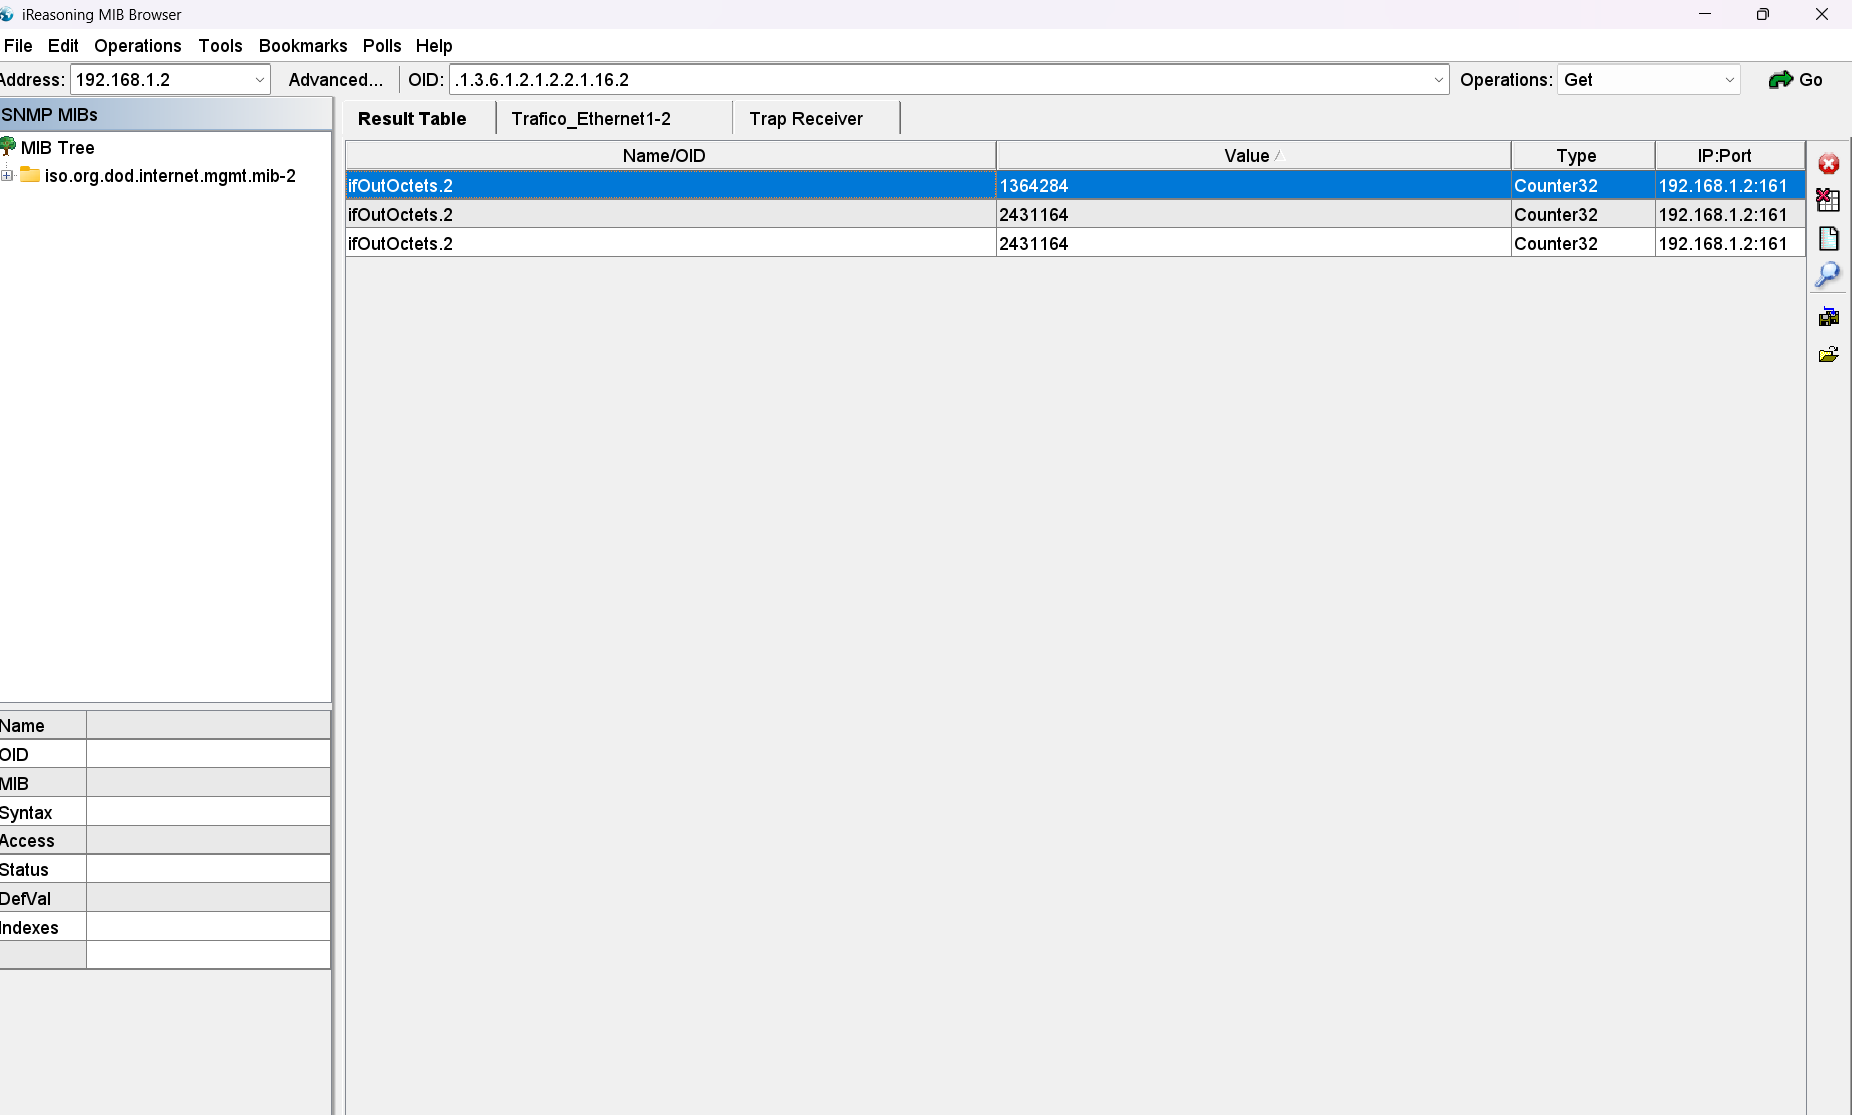 iReasoning MIB Browser
File Edit Operations Tools Bookmarks Polls Help
Address: 192.168.1.2 Advanced... OID: .1.3.6.1.2.1.2.2.1.16.2 Operations: Get Go
SNMP MIBs
MIB Tree
iso.org.dod.internet.mgmt.mib-2
Result Table Trafico_Ethernet1-2 Trap Receiver
Name/OID Value Type IP:Port
ifOutOctets.2 1364284 Counter32 192.168.1.2:161
ifOutOctets.2 2431164 Counter32 192.168.1.2:161
ifOutOctets.2 2431164 Counter32 192.168.1.2:161
Name
OID
MIB
Syntax
Access
Status
DefVal
Indexes